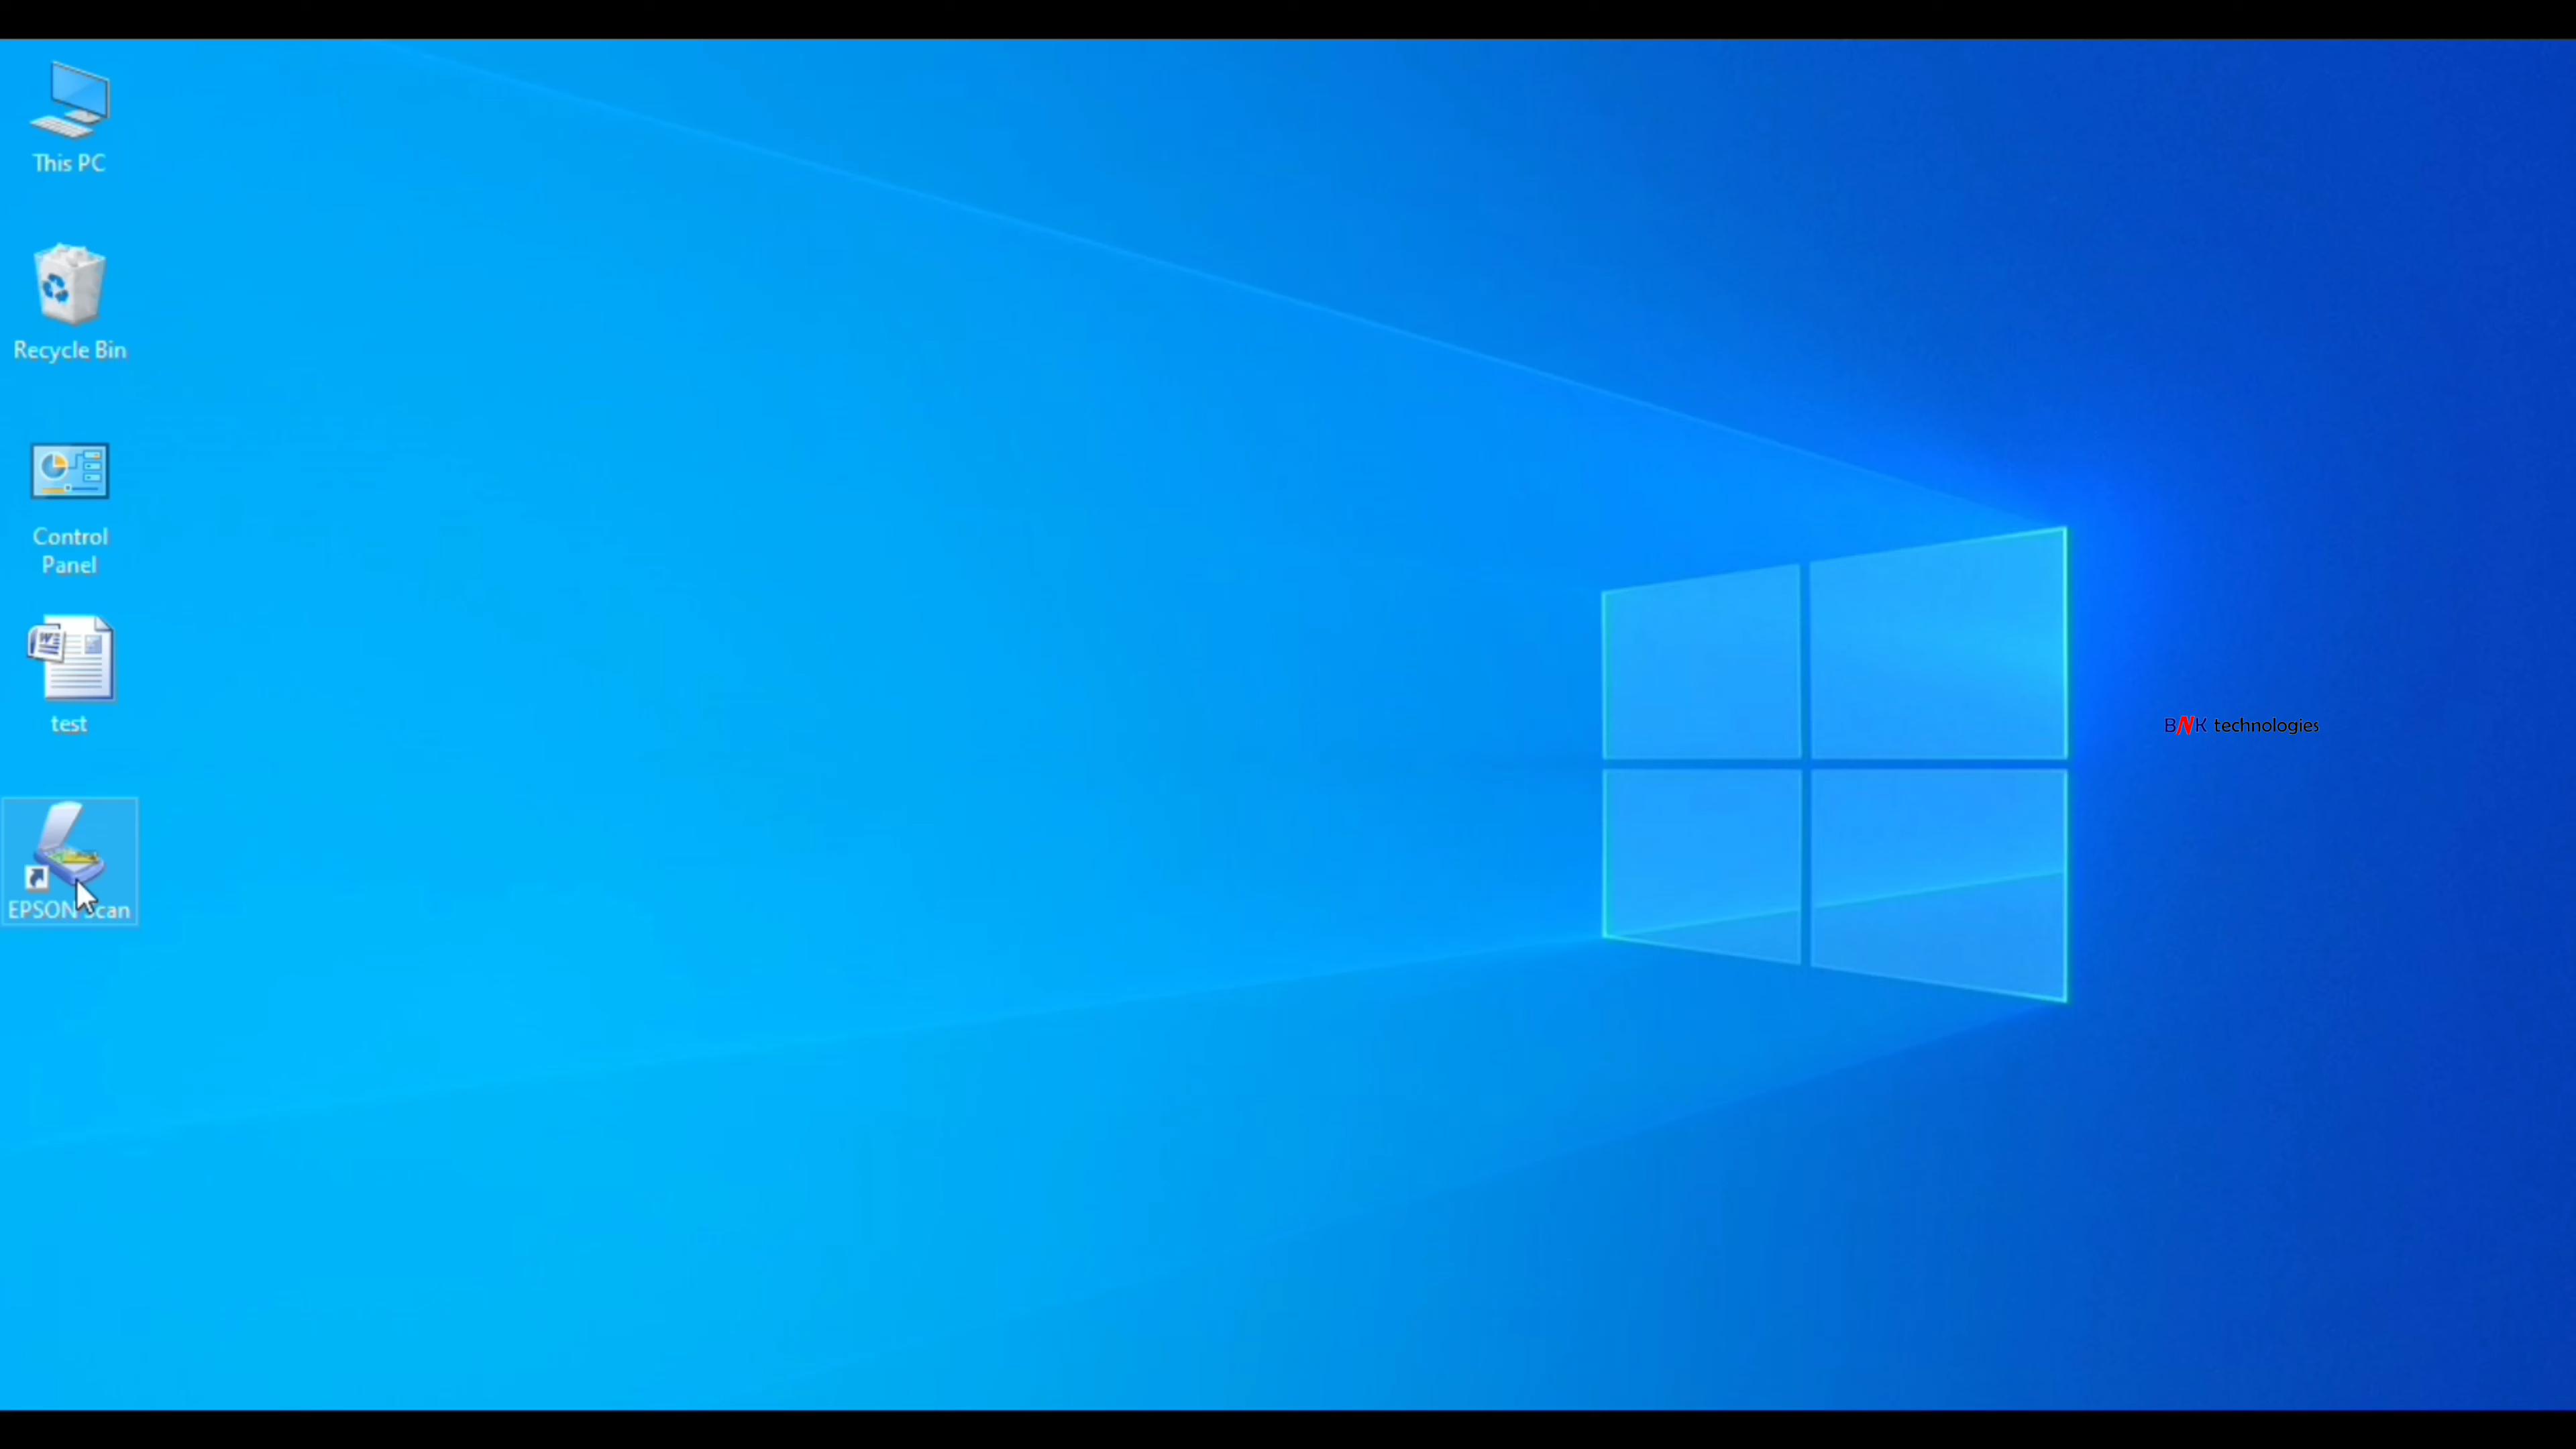 This PC
Recycle Bin
Control
Panel
test
EPSON Scan
BNK technologies